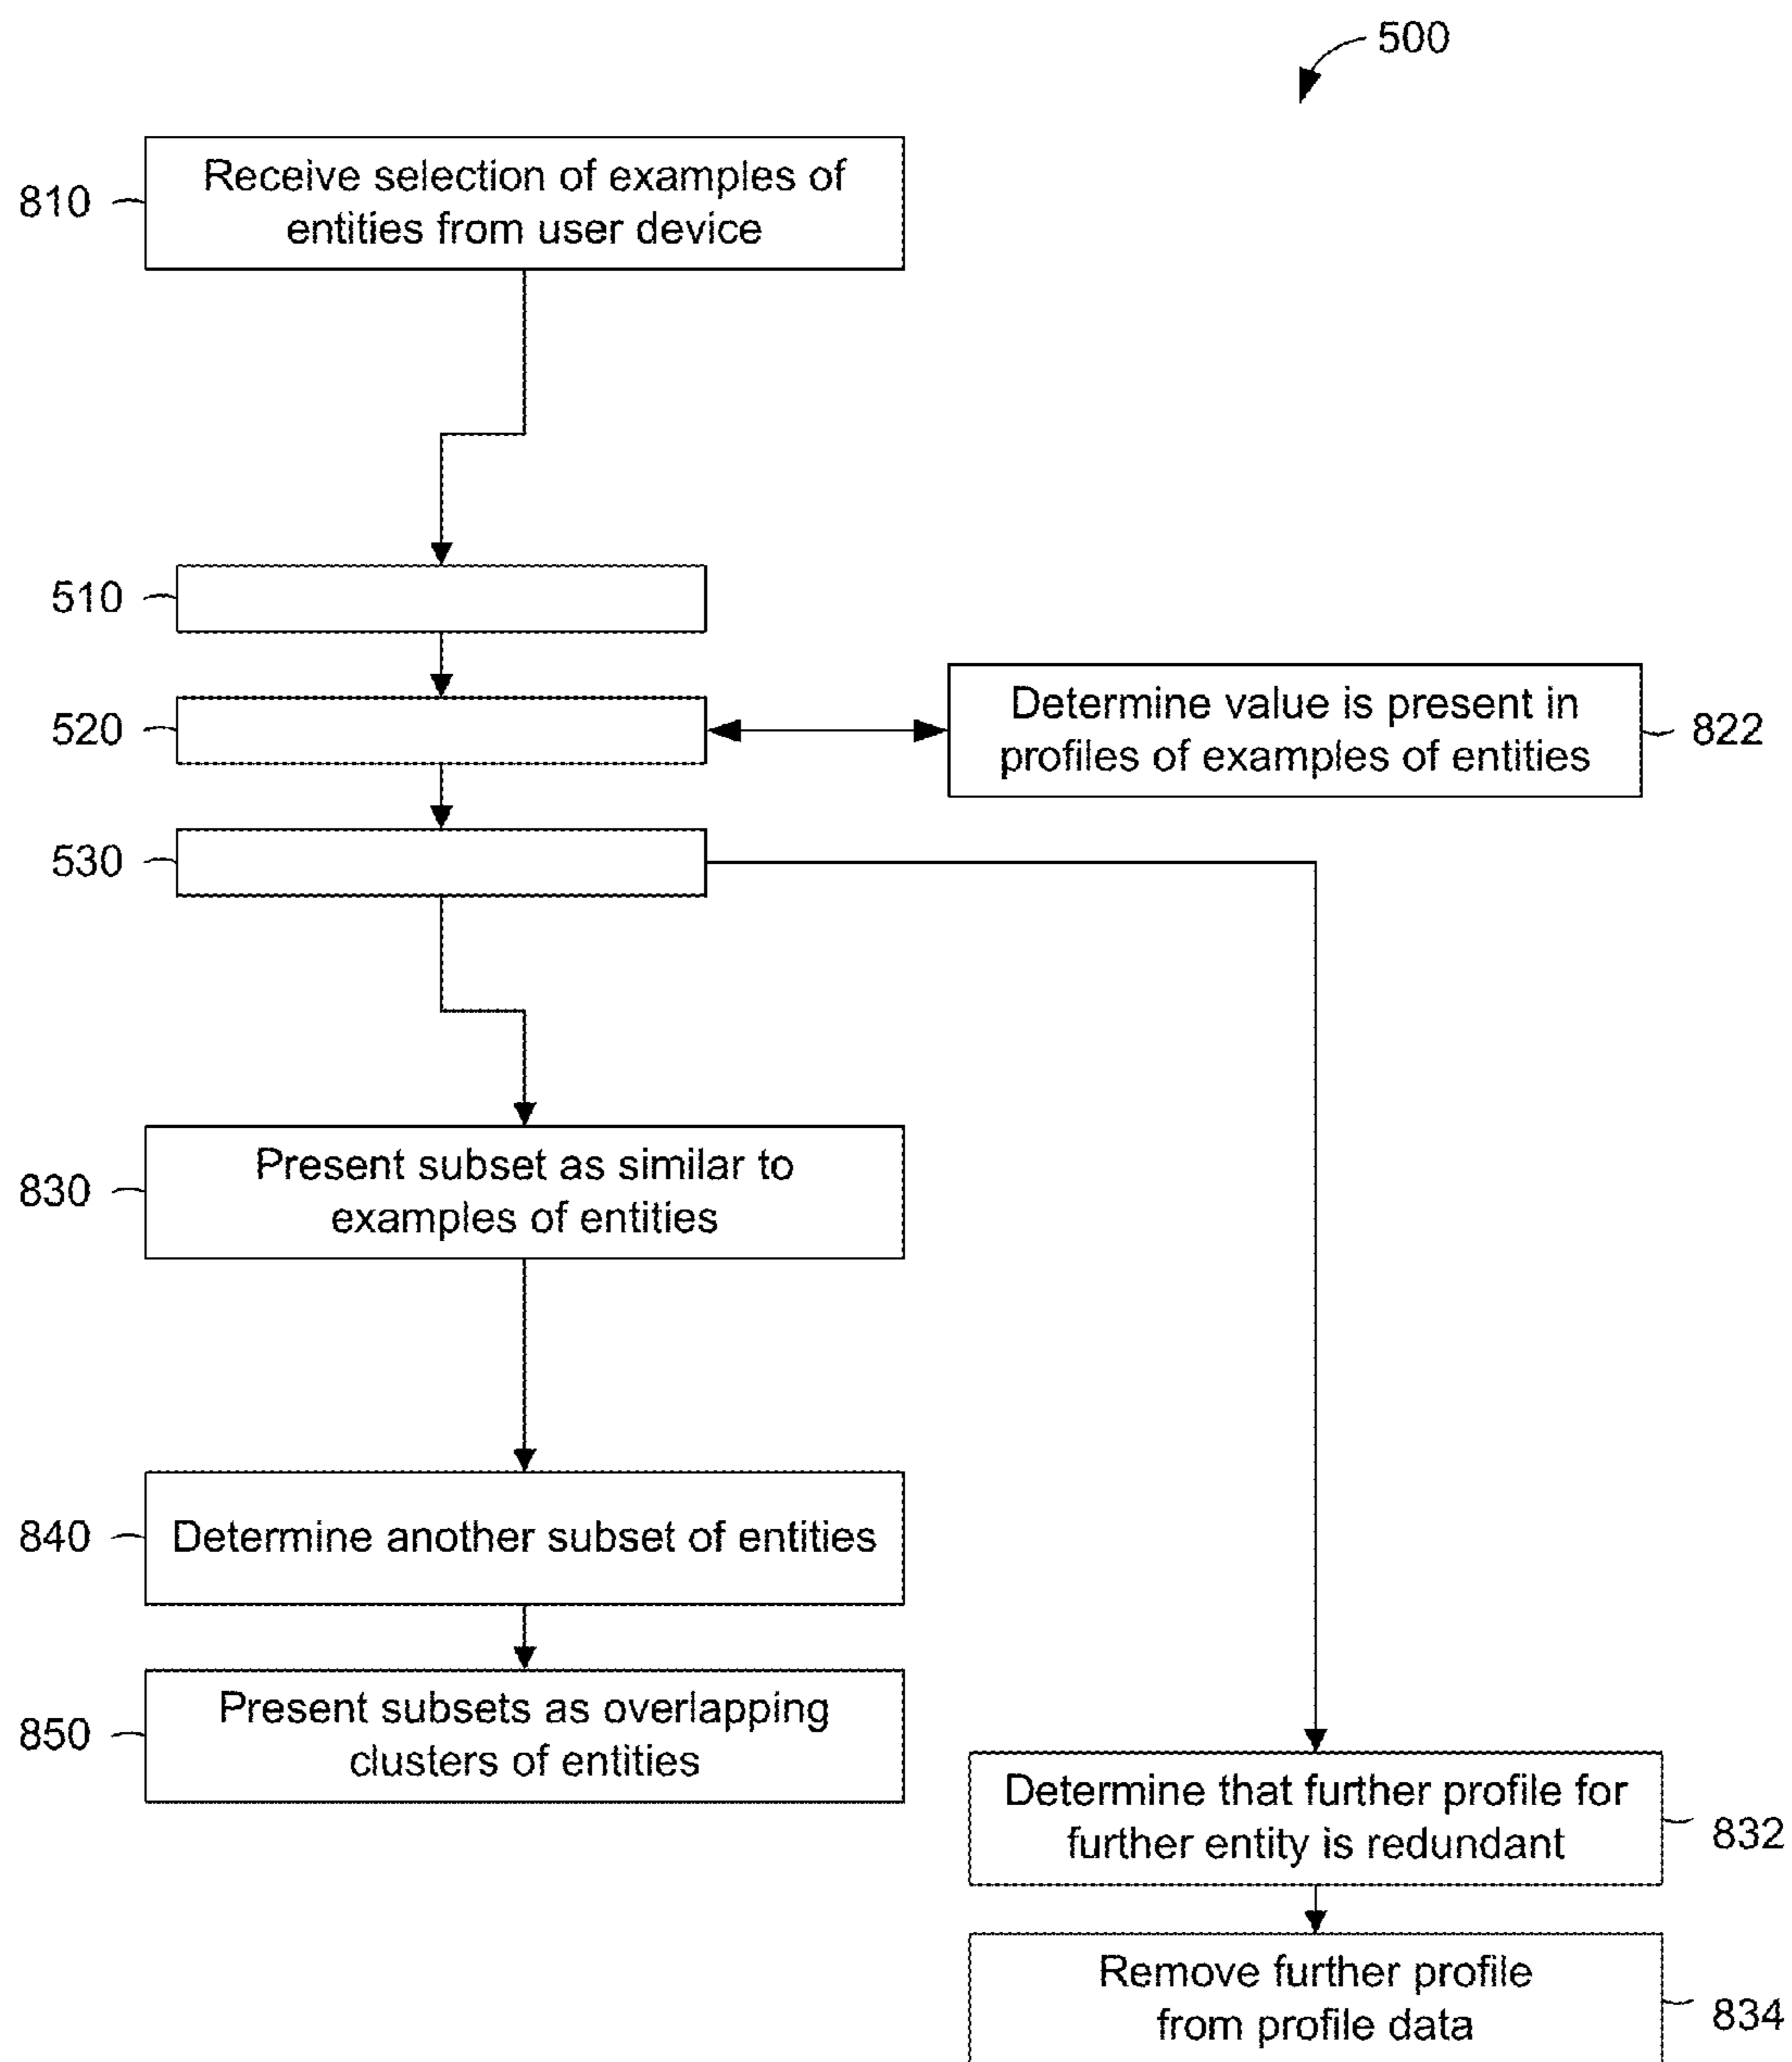 500
810
Receive selection of examples of
entities from user device
510
520
Determine value is present in
profiles of examples of entities
822
530
830
Present subset as similar to
examples of entities
840
Determine another subset of entities
850
Present subsets as overlapping
clusters of entities
Determine that further profile for
further entity is redundant
832
Remove further profile
from profile data
834